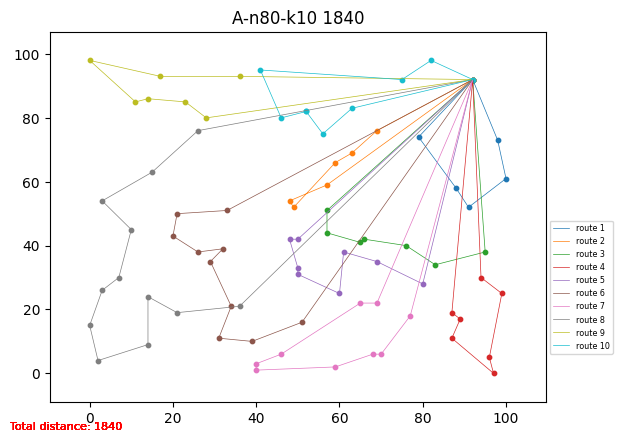 A-n80-k10 1840
100
80
60
40
20
0
0 20 40 60 80 100
route 1
route 2
route 3
route 4
route 5
route 6
route 7
route 8
route 9
route 10
Total distance: 1840